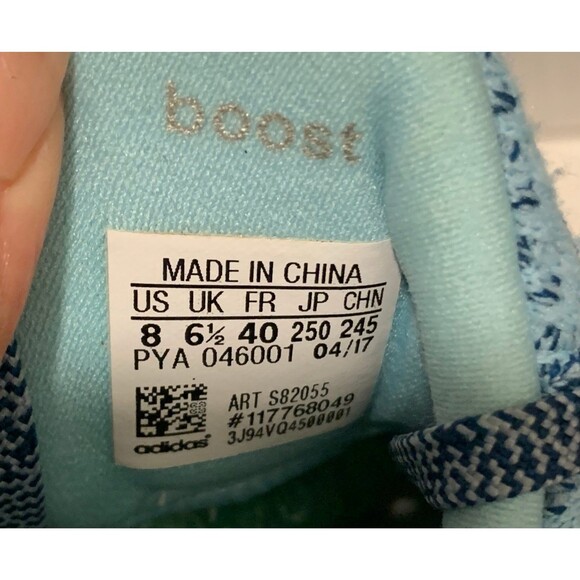 boost
MADE IN CHINA
US UK FR JP CHN
8 6½ 40 250 245
PYA 046001 04/17
ART S82055
#117768049
3J94VQ4500001
adidas